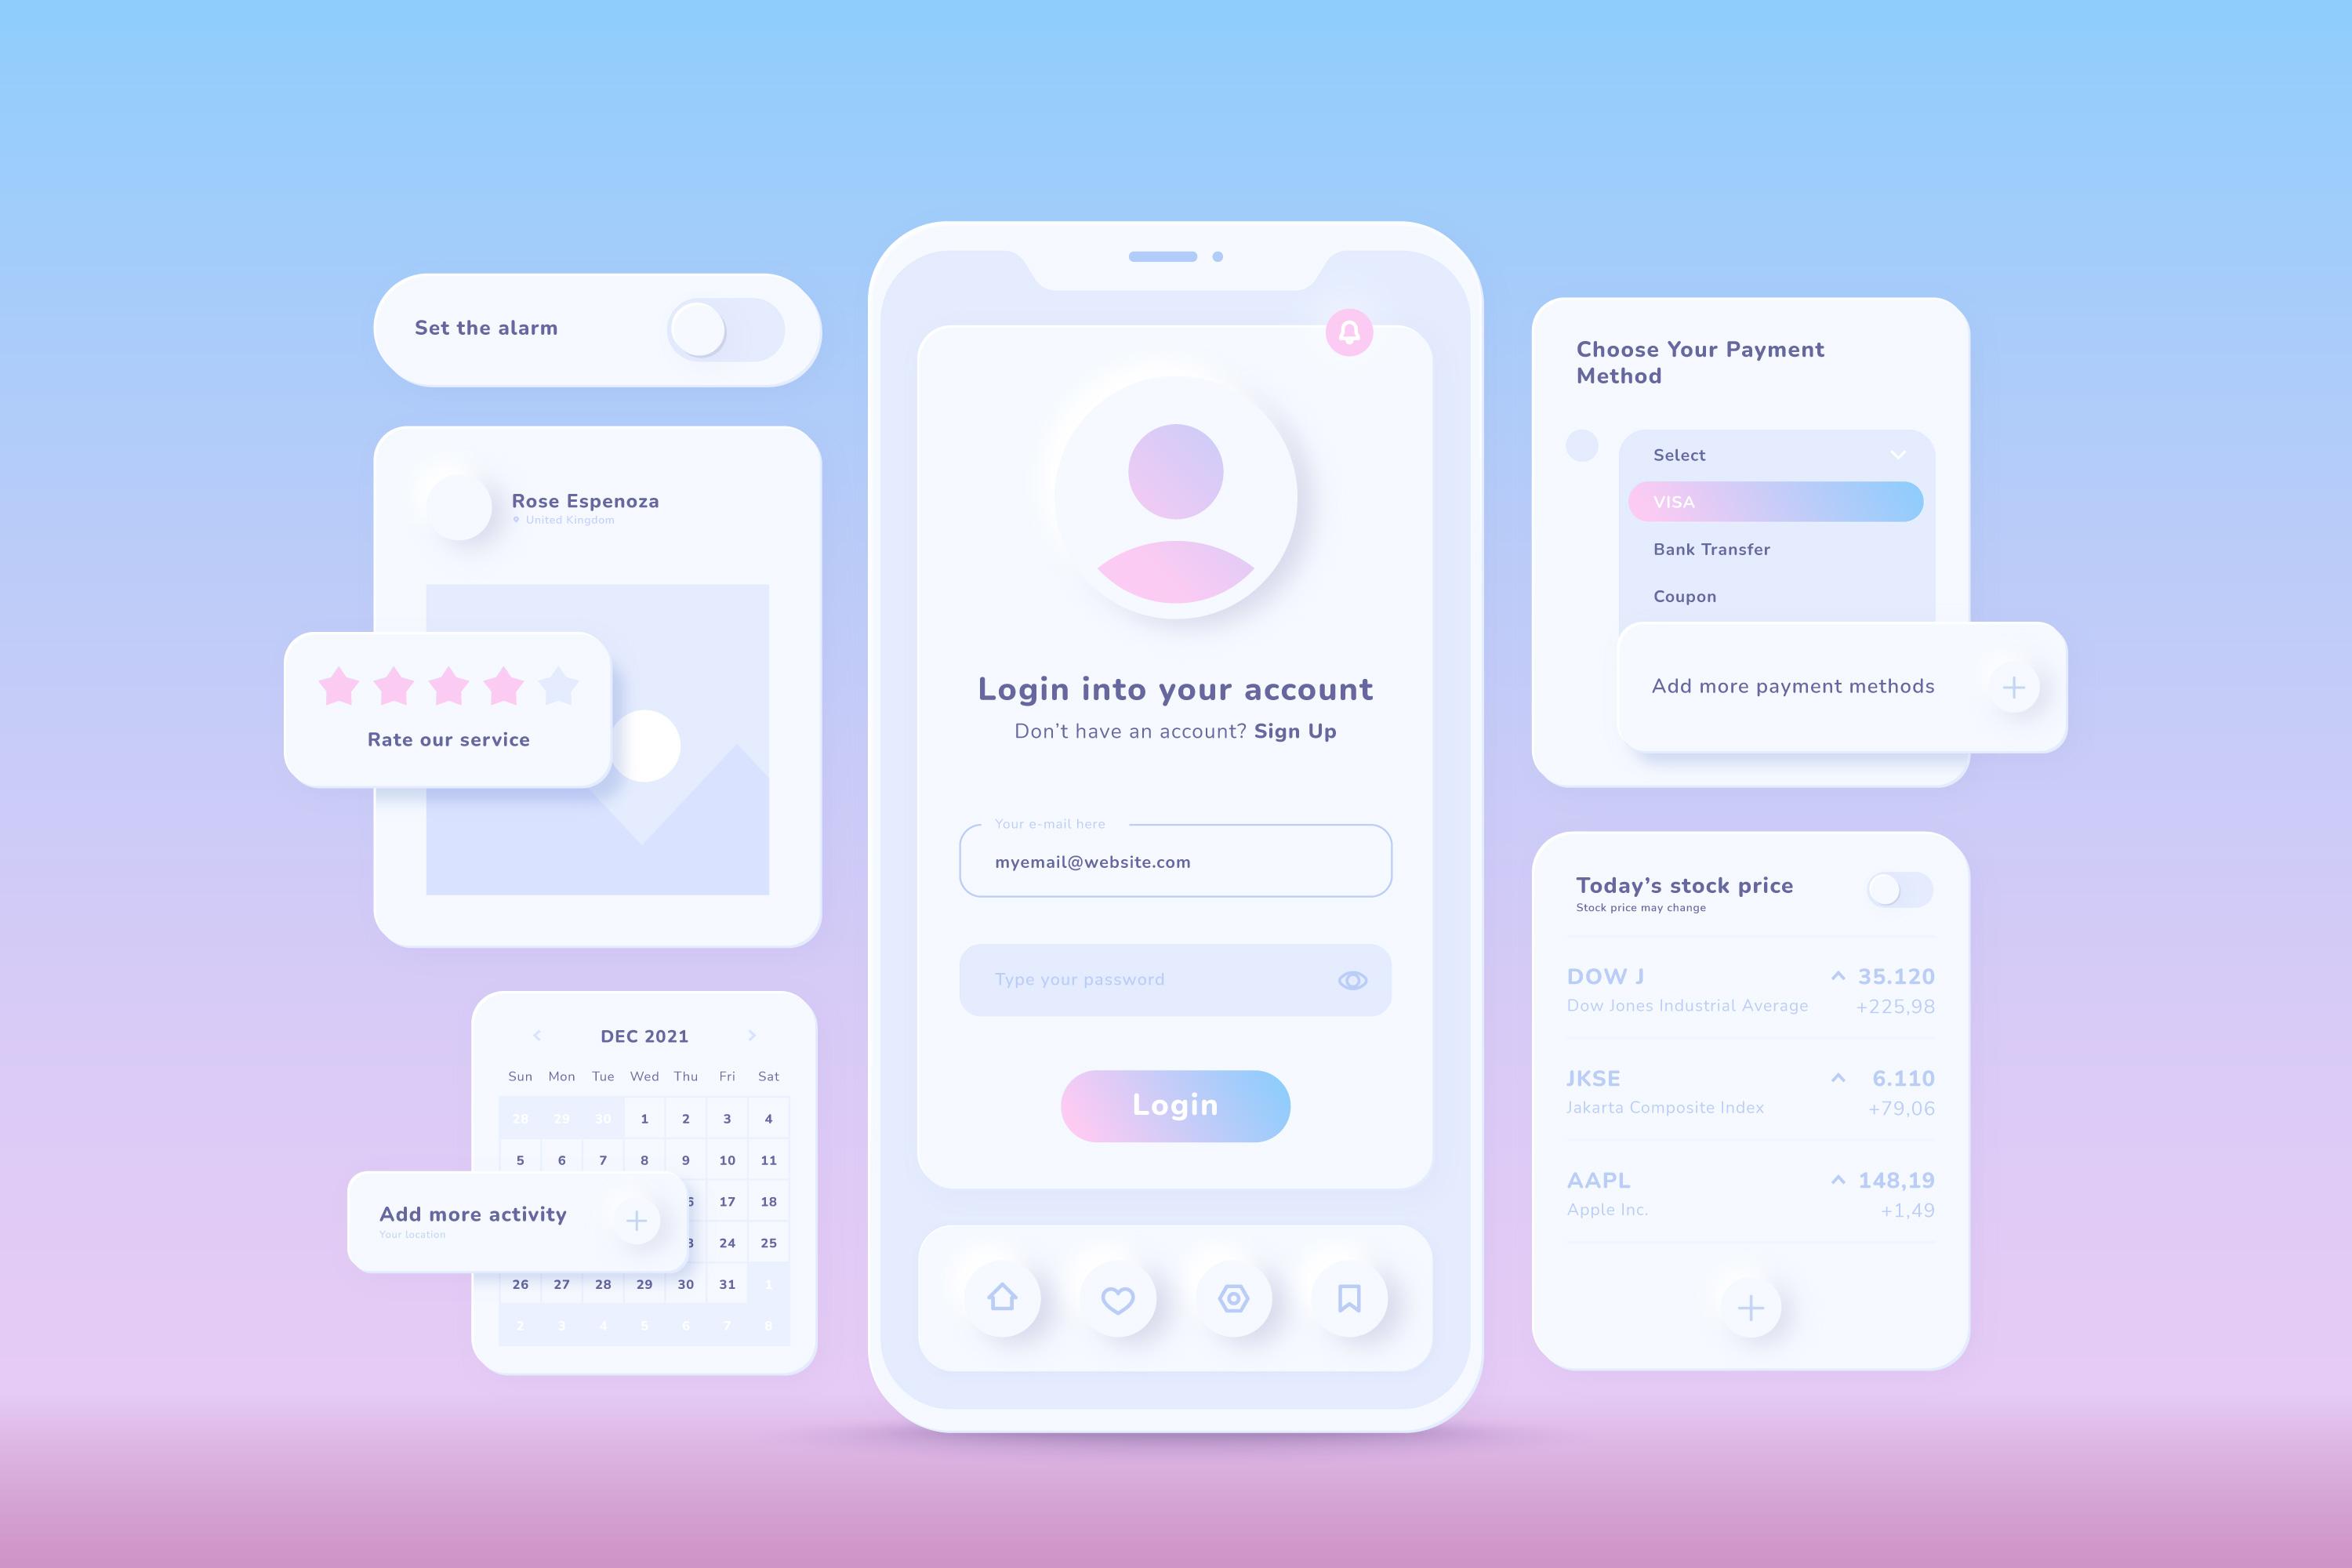 Set the alarm
Rose Espenoza
United Kingdom
Rate our service
DEC 2021
Sun Mon Tue Wed Thu Fri Sat
28 29 30 1 2 3 4
5 6 7 8 9 10 11
17 18
24 25
26 27 28 29 30 31 1
2 3 4 5 6 7 8
Add more activity
Your location
Login into your account
Don’t have an account? Sign Up
Your e-mail here
myemail@website.com
Type your password
Login
Choose Your Payment
Method
Select
VISA
Bank Transfer
Coupon
Add more payment methods
Today’s stock price
Stock price may change
DOW J 35.120
Dow Jones Industrial Average +225,98
JKSE 6.110
Jakarta Composite Index +79,06
AAPL 148,19
Apple Inc. +1,49